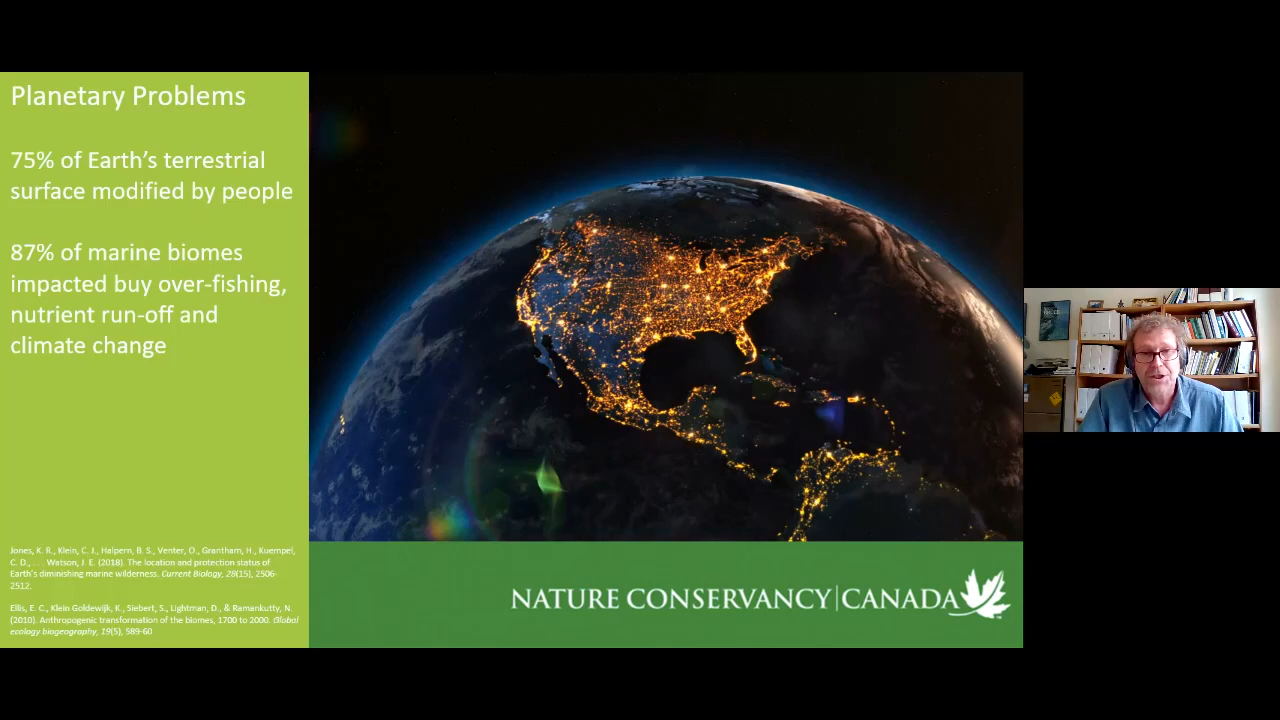 Planetary Problems
75% of Earth's terrestrial
surface modified by people
87% of marine biomes
impacted buy over-fishing,
nutrient run-off and
climate change
Jones, K. R., Klein, C. J., Halpern, B. S., Venter, O., Grantham, H., Kuempel,
C. D., . . . Watson, J. E. (2018). The location and protection status of
Earth's diminishing marine wilderness. Current Biology, 28(15), 2506-
2512.
Ellis, E. C., Klein Goldewijk, K., Siebert, S., Lightman, D., & Ramankutty, N.
(2010). Anthropogenic transformation of the biomes, 1700 to 2000. Global
ecology biogeography, 19(5), 589-60
NATURE CONSERVANCY | CANADA